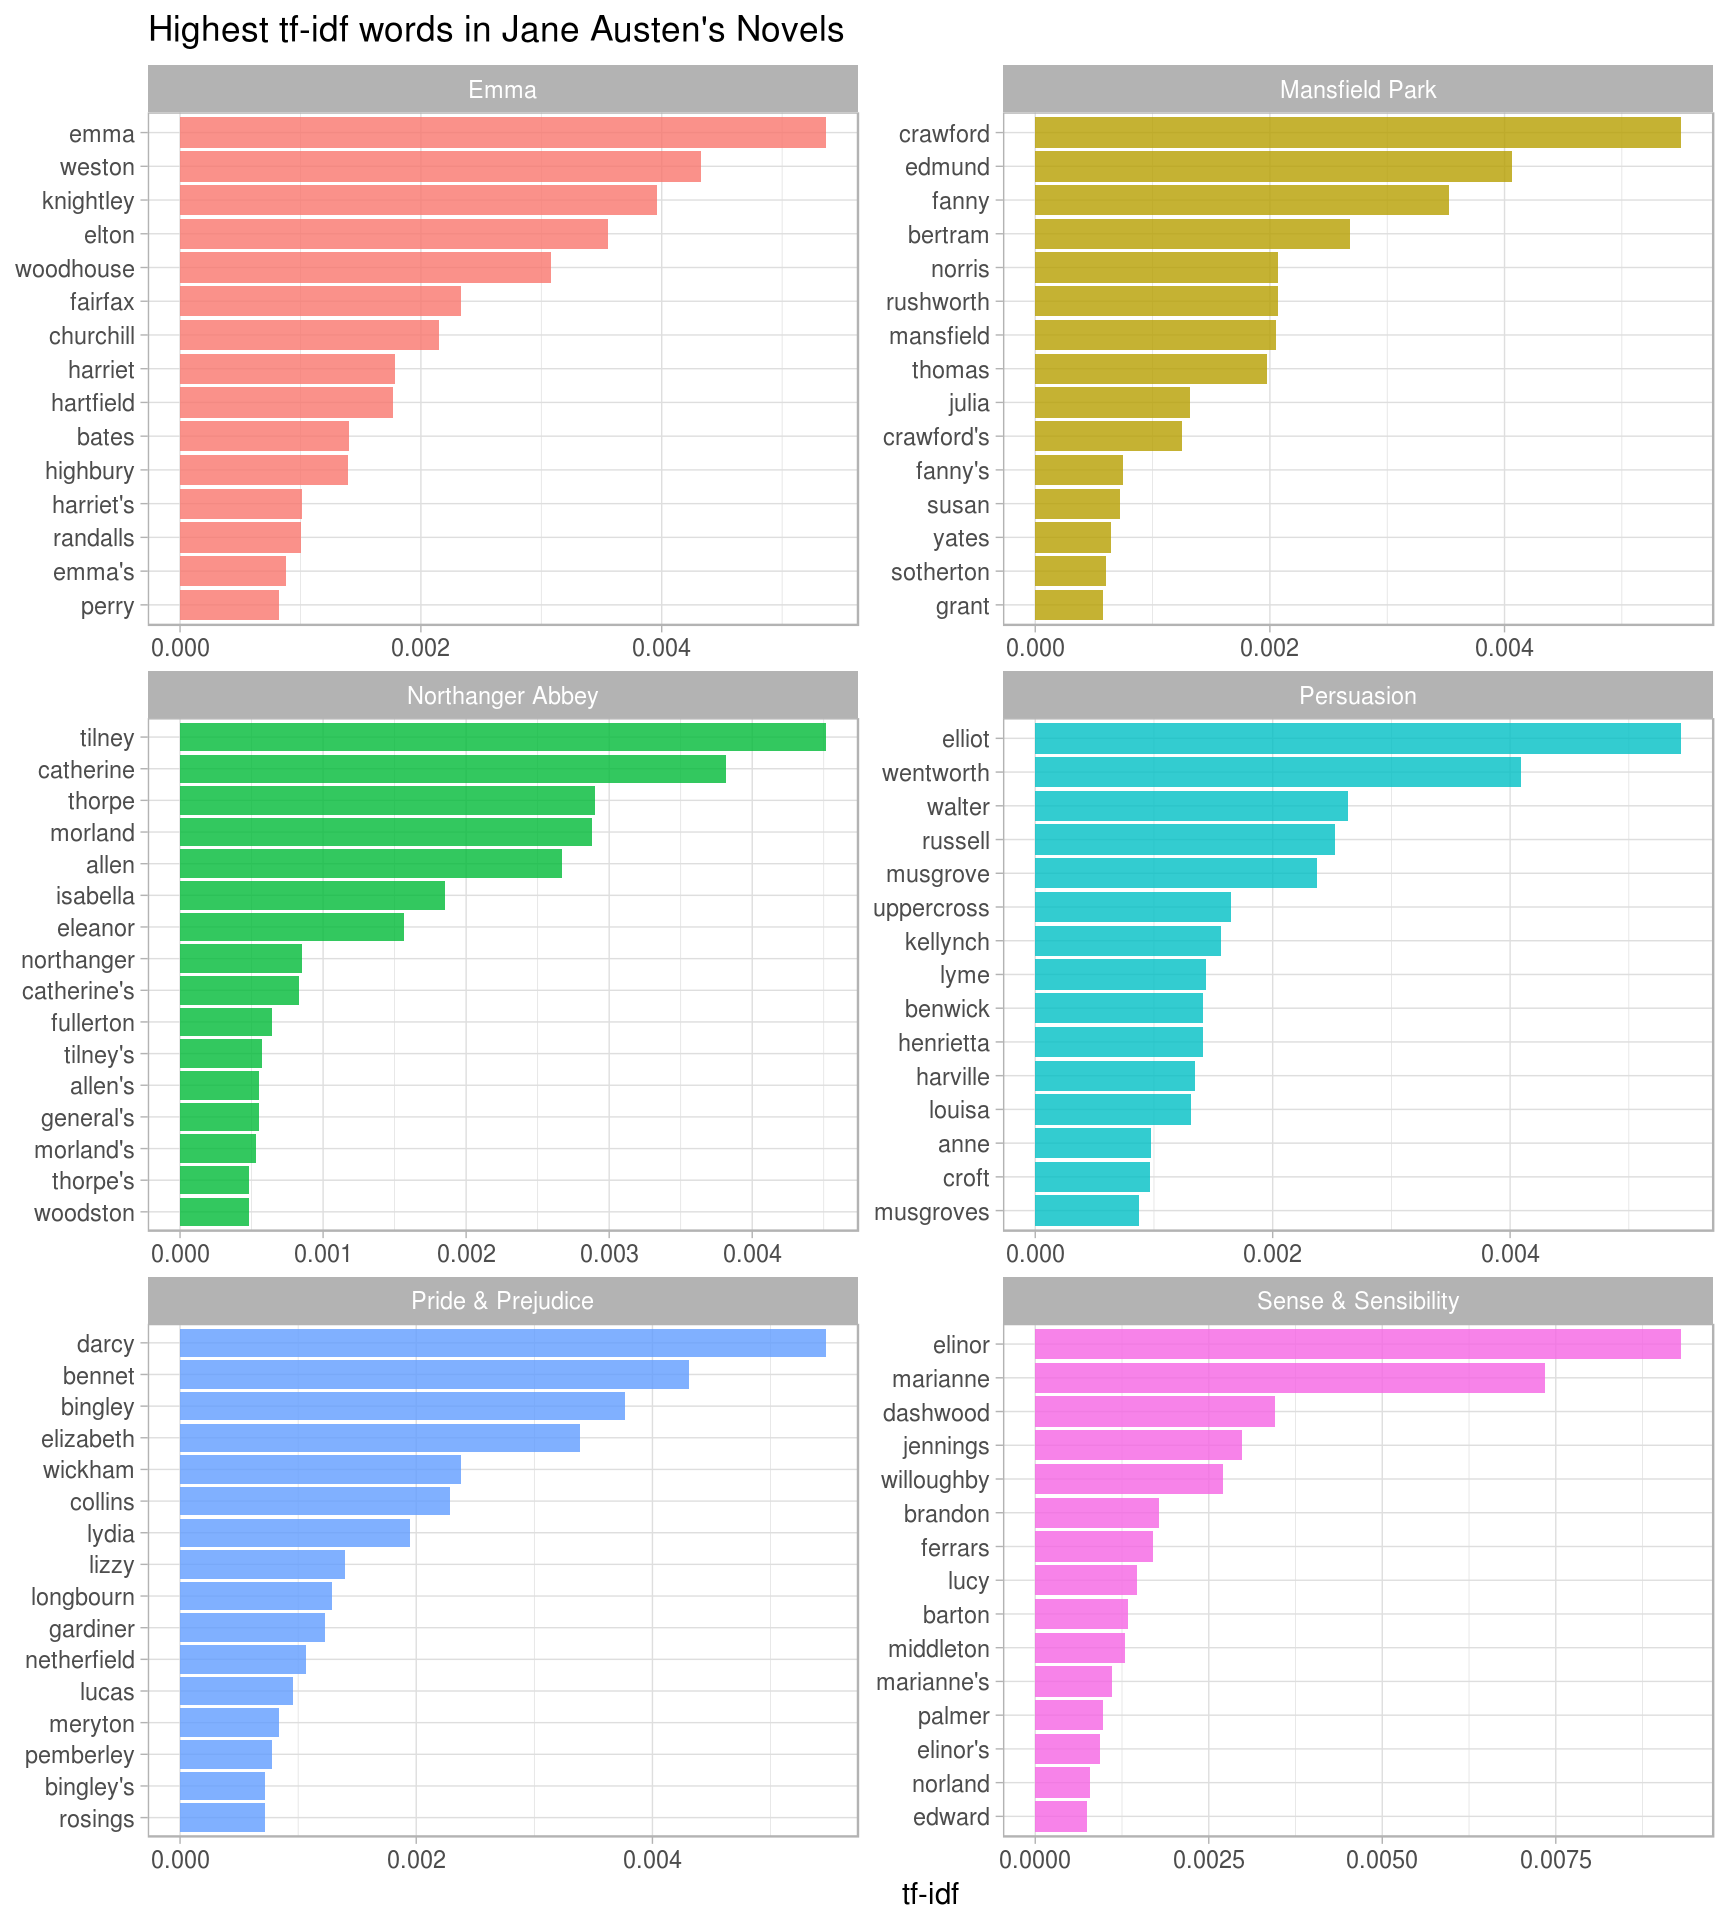 Highest tf-idf words in Jane Austen's Novels
Emma
emma
weston
knightley
elton
woodhouse
fairfax
churchill
harriet
hartfield
bates
highbury
harriet's
randalls
emma's
perry
0.000 0.002 0.004
Mansfield Park
crawford
edmund
fanny
bertram
norris
rushworth
mansfield
thomas
julia
crawford's
fanny's
susan
yates
sotherton
grant
0.000 0.002 0.004
Northanger Abbey
tilney
catherine
thorpe
morland
allen
isabella
eleanor
northanger
catherine's
fullerton
tilney's
allen's
general's
morland's
thorpe's
woodston
0.000 0.001 0.002 0.003 0.004
Persuasion
elliot
wentworth
walter
russell
musgrove
uppercross
kellynch
lyme
benwick
henrietta
harville
louisa
anne
croft
musgroves
0.000 0.002 0.004
Pride & Prejudice
darcy
bennet
bingley
elizabeth
wickham
collins
lydia
lizzy
longbourn
gardiner
netherfield
lucas
meryton
pemberley
bingley's
rosings
0.000 0.002 0.004
Sense & Sensibility
elinor
marianne
dashwood
jennings
willoughby
brandon
ferrars
lucy
barton
middleton
marianne's
palmer
elinor's
norland
edward
0.0000 0.0025 0.0050 0.0075
tf-idf